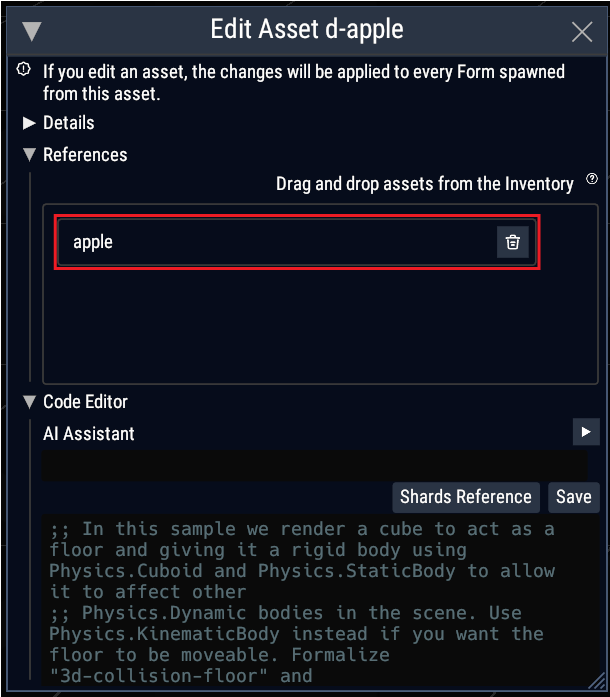 Edit Asset d-apple
If you edit an asset, the changes will be applied to every Form spawned
from this asset.
Details
References
Drag and drop assets from the Inventory
apple
Code Editor
AI Assistant
Shards Reference
Save
;; In this sample we render a cube to act as a
floor and giving it a rigid body using
Physics.Cuboid and Physics.StaticBody to allow
it to affect other
;; Physics.Dynamic bodies in the scene. Use
Physics.KinematicBody instead if you want the
floor to be moveable. Formalize
"3d-collision-floor" and